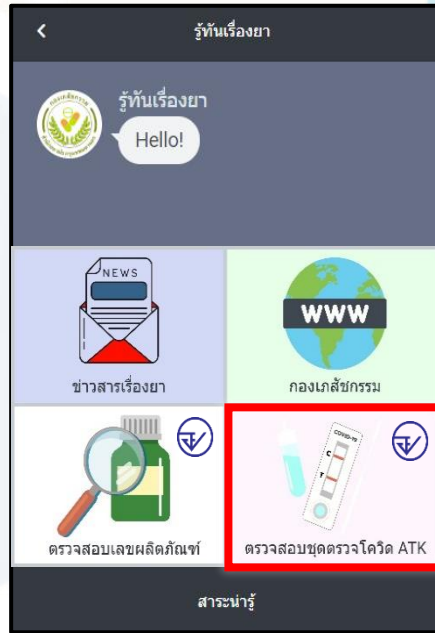 รู้ทันเรื่องยา
รู้ทันเรื่องยา
Hello!
NEWS
WWW
ข่าวสารเรื่องยา
กองเภสัชกรรม
COVID-19
C
T
ตรวจสอบเลขผลิตภัณฑ์
ตรวจสอบชุดตรวจโควิด ATK
สาระน่ารู้